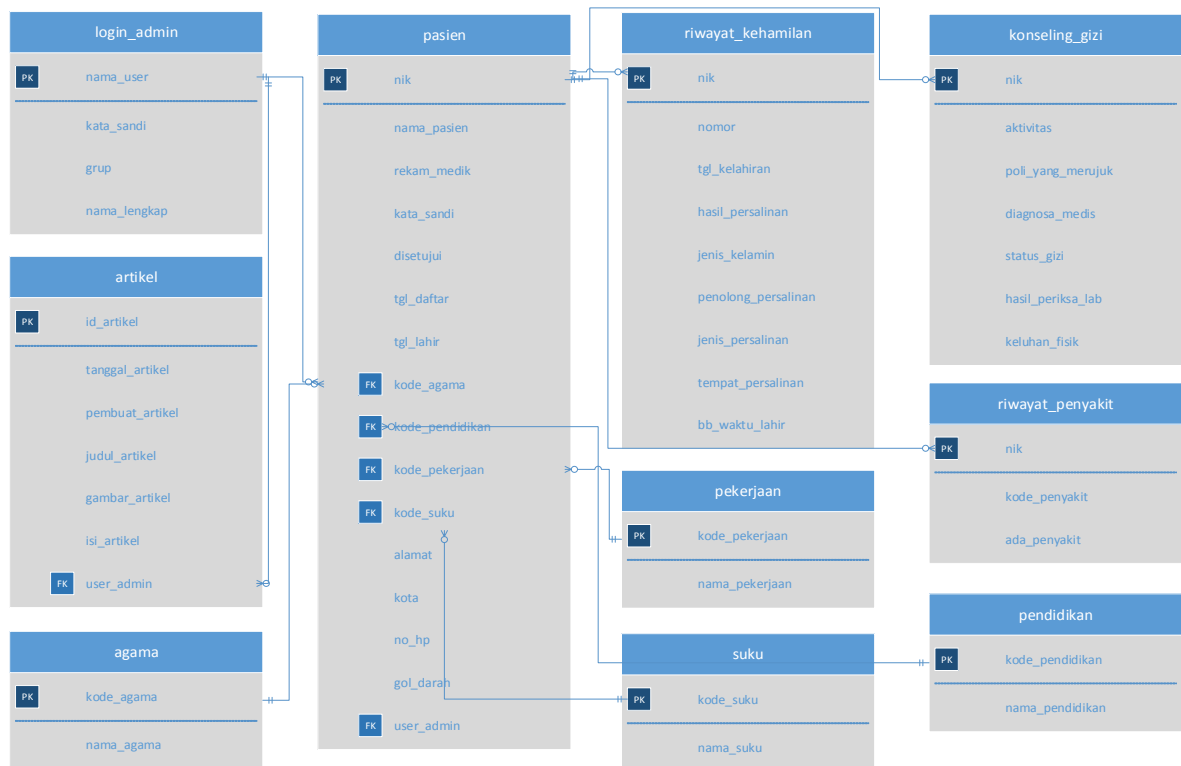 login_admin
PK nama_user
kata_sandi
grup
nama_lengkap
artikel
PK id_artikel
tanggal_artikel
pembuat_artikel
judul_artikel
gambar_artikel
isi_artikel
FK user_admin
agama
PK kode_agama
nama_agama
pasien
PK nik
nama_pasien
rekam_medik
kata_sandi
disetujui
tgl_daftar
tgl_lahir
FK kode_agama
FK kode_pendidikan
FK kode_pekerjaan
FK kode_suku
alamat
kota
no_hp
gol_darah
FK user_admin
riwayat_kehamilan
PK nik
nomor
tgl_kelahiran
hasil_persalinan
jenis_kelamin
penolong_persalinan
jenis_persalinan
tempat_persalinan
bb_waktu_lahir
pekerjaan
PK kode_pekerjaan
nama_pekerjaan
suku
PK kode_suku
nama_suku
konseling_gizi
PK nik
aktivitas
poli_yang_merujuk
diagnosa_medis
status_gizi
hasil_periksa_lab
keluhan_fisik
riwayat_penyakit
PK nik
kode_penyakit
ada_penyakit
pendidikan
PK kode_pendidikan
nama_pendidikan